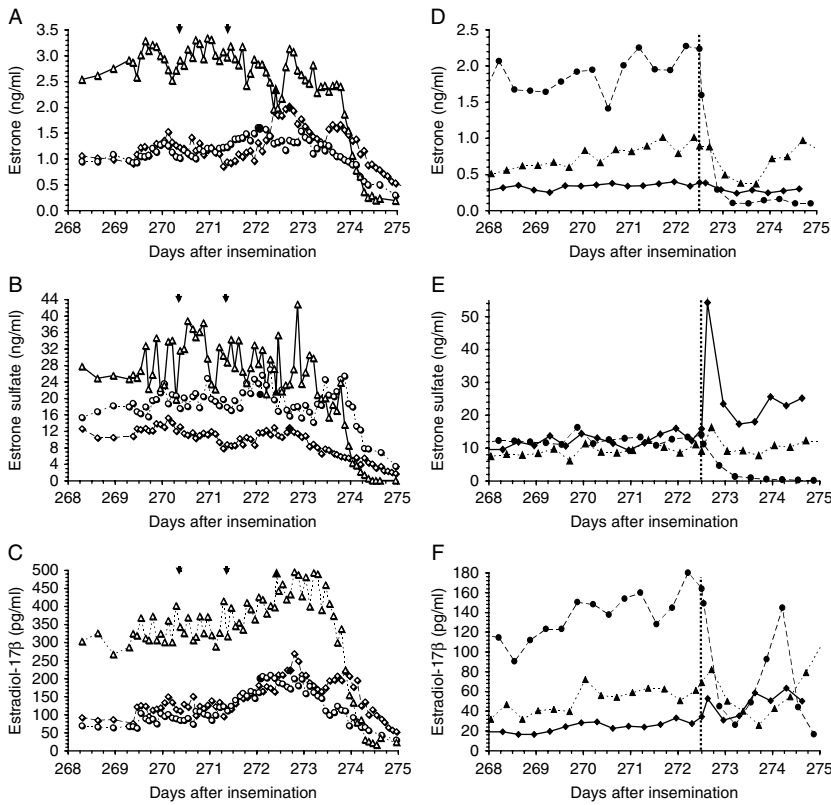 A
Estrone (ng/ml)
3.5
3.0
2.5
2.0
1.5
1.0
0.5
0.0
268 269 270 271 272 273 274 275
Days after insemination
B
Estrone sulfate (ng/ml)
44
40
36
32
28
24
20
16
12
8
4
0
268 269 270 271 272 273 274 275
Days after insemination
C
Estradiol-17β (pg/ml)
500
450
400
350
300
250
200
150
100
50
0
268 269 270 271 272 273 274 275
Days after insemination
D
Estrone (ng/ml)
2.5
2.0
1.5
1.0
0.5
0.0
268 269 270 271 272 273 274 275
Days after insemination
E
Estrone sulfate (ng/ml)
50
40
30
20
10
0
268 269 270 271 272 273 274 275
Days after insemination
F
Estradiol-17β (pg/ml)
180
160
140
120
100
80
60
40
20
0
268 269 270 271 272 273 274 275
Days after insemination